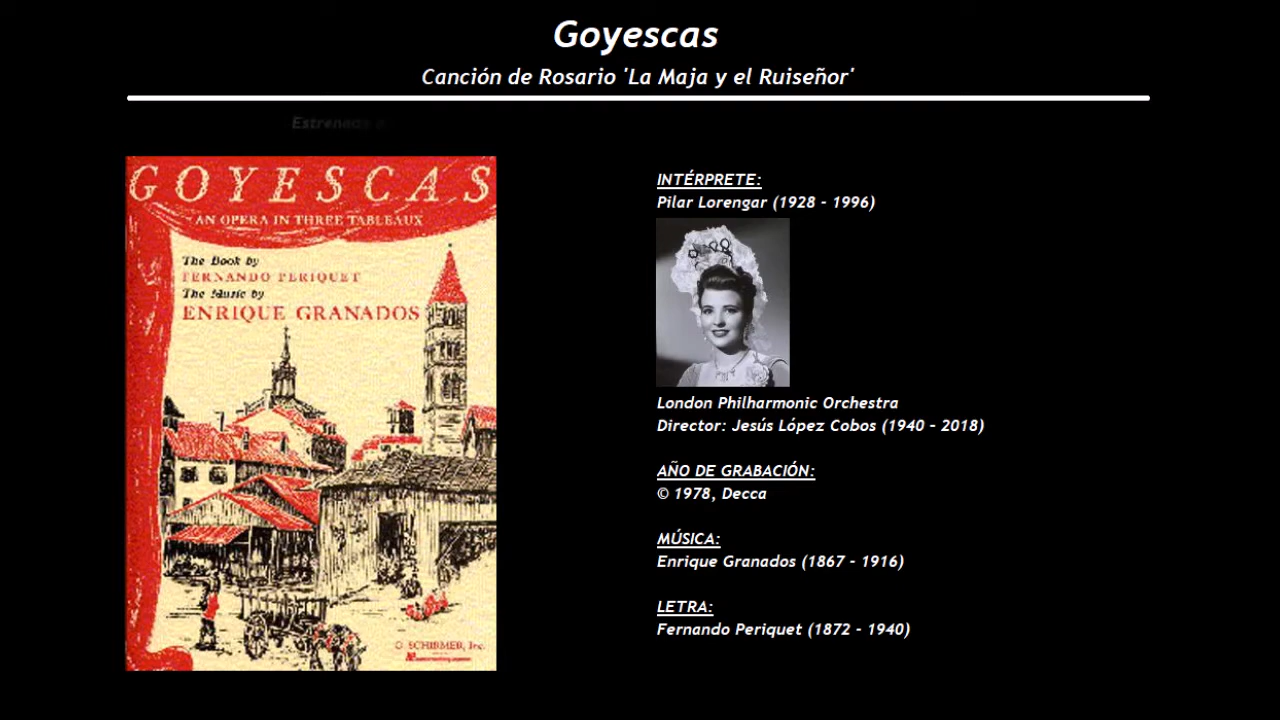 Goyescas
Canción de Rosario 'La Maja y el Ruiseñor'
GOYESCAS
AN OPERA IN THREE TABLEAUX
The Book by
FERNANDO PERIQUET
The Music by
ENRIQUE GRANADOS
G. SCHIRMER, Inc.
INTÉRPRETE:
Pilar Lorengar (1928 - 1996)
London Philharmonic Orchestra
Director: Jesús López Cobos (1940 - 2018)
AÑO DE GRABACIÓN:
© 1978, Decca
MÚSICA:
Enrique Granados (1867 - 1916)
LETRA:
Fernando Periquet (1872 - 1940)